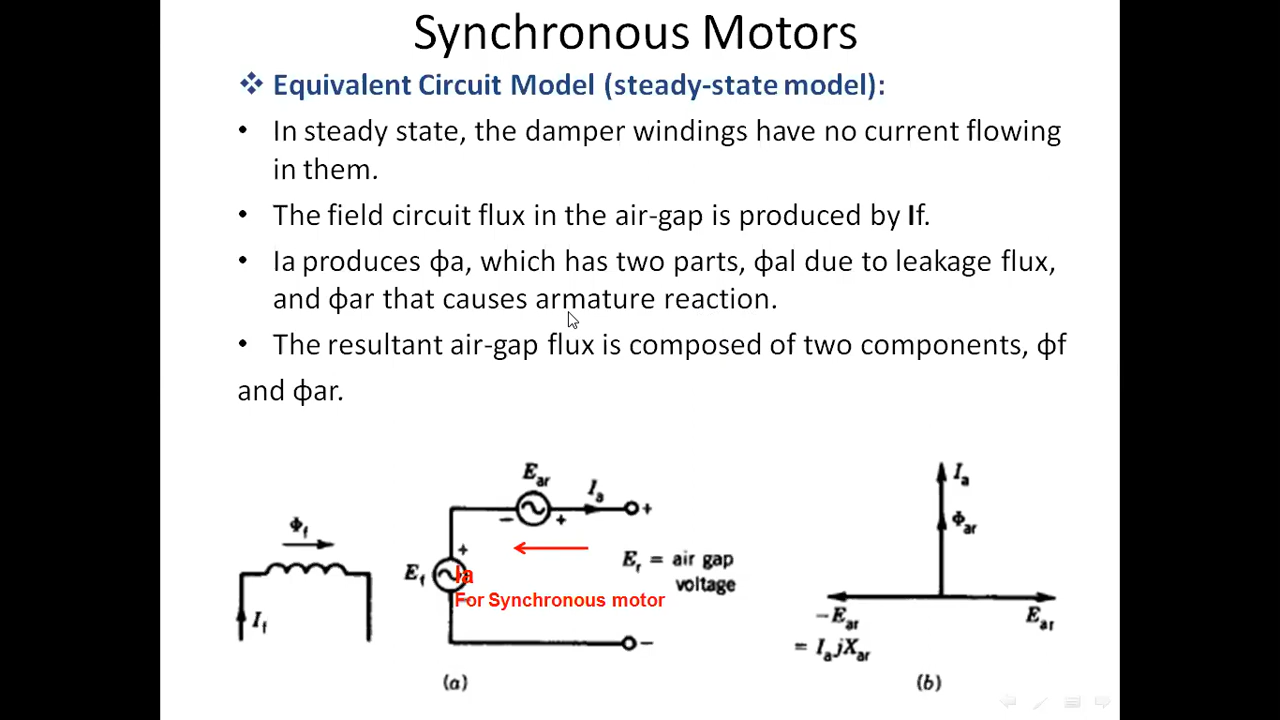 Synchronous Motors
❖ Equivalent Circuit Model (steady-state model):
• In steady state, the damper windings have no current flowing
in them.
• The field circuit flux in the air-gap is produced by If.
• Ia produces ϕa, which has two parts, ϕal due to leakage flux,
and ϕar that causes armature reaction.
• The resultant air-gap flux is composed of two components, ϕf
and ϕar.
Φf
If
(a)
Ear
Ia
− +
+
+
Ef
Ia
For Synchronous motor
Er = air gap
voltage
−
Ia
Φar
−Ear
= IajXar
Ear
(b)